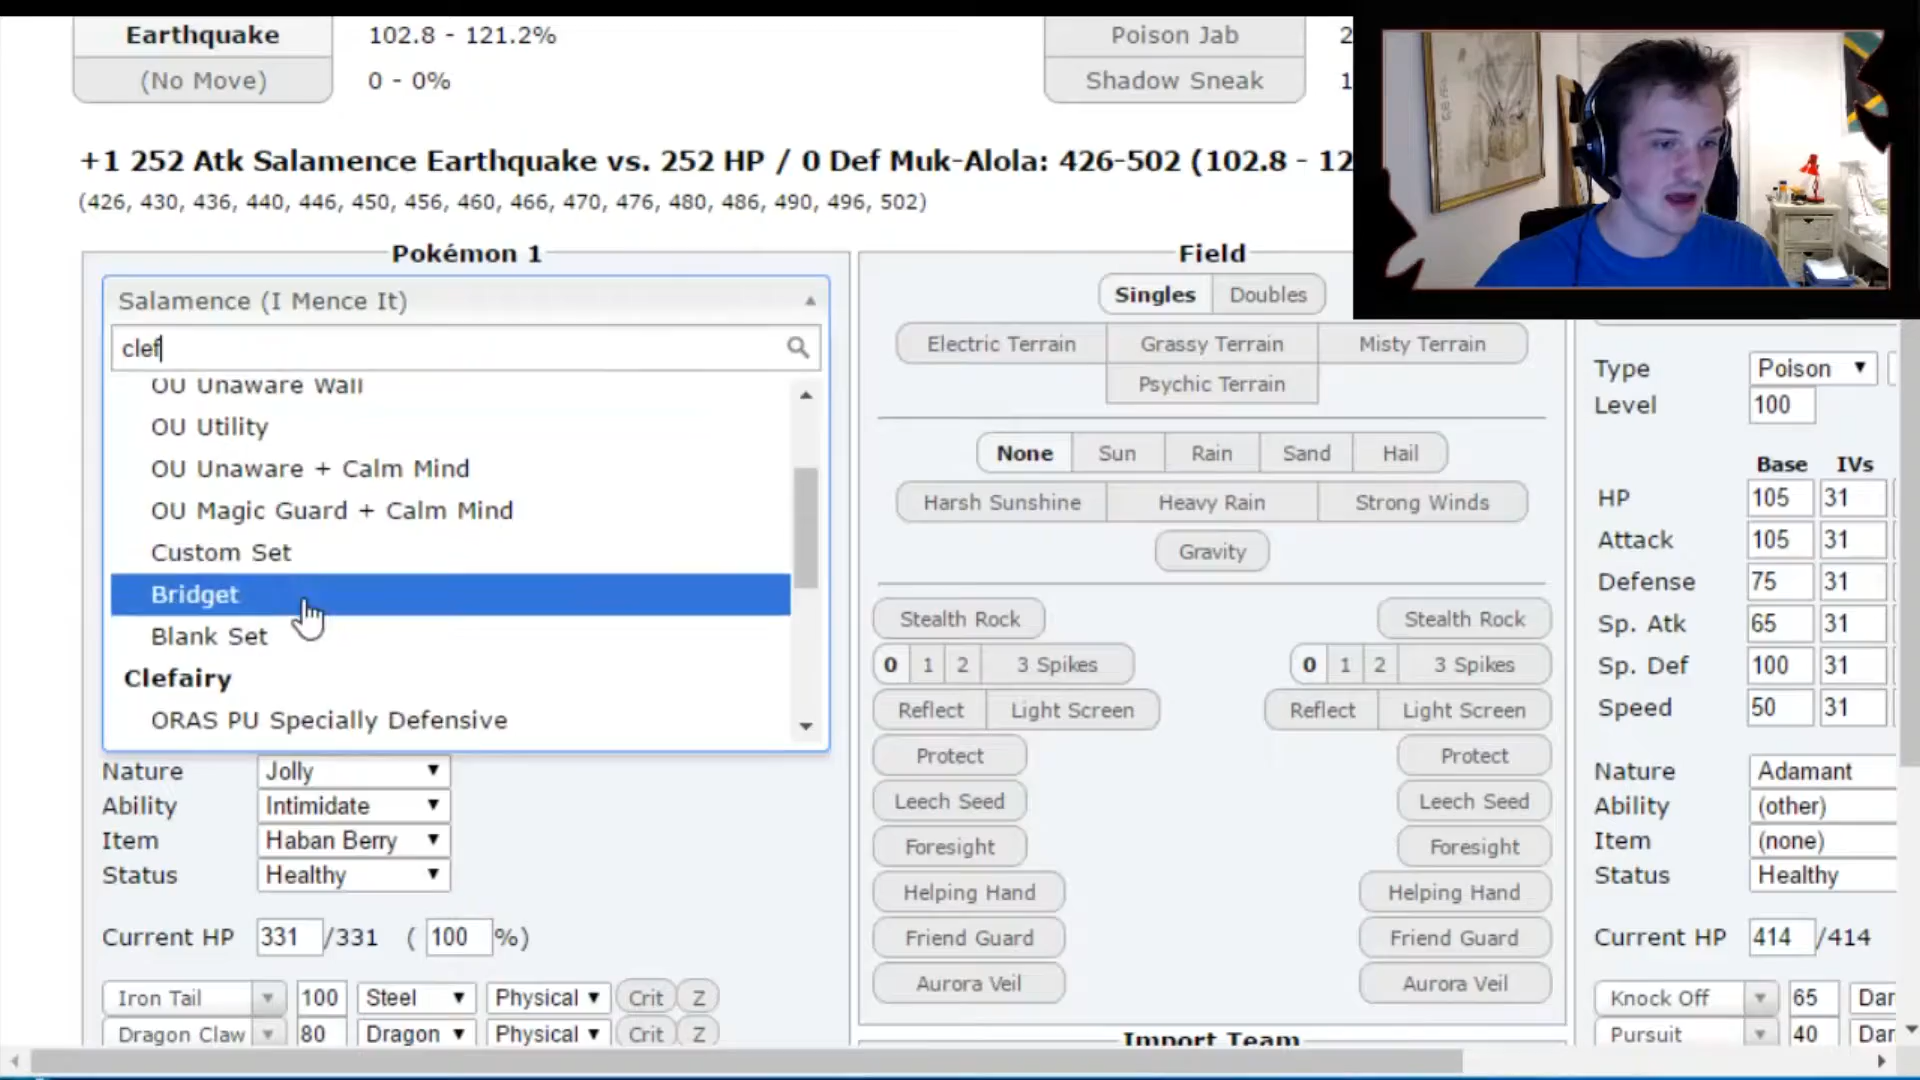 Earthquake 102.8 - 121.2% Poison Jab 2
(No Move) 0 - 0% Shadow Sneak 1
+1 252 Atk Salamence Earthquake vs. 252 HP / 0 Def Muk-Alola: 426-502 (102.8 - 12
(426, 430, 436, 440, 446, 450, 456, 460, 466, 470, 476, 480, 486, 490, 496, 502)
Pokémon 1
Salamence (I Mence It)
clef
OU Unaware Wall
OU Utility
OU Unaware + Calm Mind
OU Magic Guard + Calm Mind
Custom Set
Bridget
Blank Set
Clefairy
ORAS PU Specially Defensive
Nature Jolly
Ability Intimidate
Item Haban Berry
Status Healthy
Current HP 331 /331 ( 100 %)
Iron Tail 100 Steel Physical Crit Z
Dragon Claw 80 Dragon Physical Crit Z
Field
Singles Doubles
Electric Terrain Grassy Terrain Misty Terrain
Psychic Terrain
None Sun Rain Sand Hail
Harsh Sunshine Heavy Rain Strong Winds
Gravity
Stealth Rock Stealth Rock
0 1 2 3 Spikes 0 1 2 3 Spikes
Reflect Light Screen Reflect Light Screen
Protect Protect
Leech Seed Leech Seed
Foresight Foresight
Helping Hand Helping Hand
Friend Guard Friend Guard
Aurora Veil Aurora Veil
Import Team
Type Poison
Level 100
Base IVs
HP 105 31
Attack 105 31
Defense 75 31
Sp. Atk 65 31
Sp. Def 100 31
Speed 50 31
Nature Adamant
Ability (other)
Item (none)
Status Healthy
Current HP 414 /414
Knock Off 65 Dar
Pursuit 40 Dar